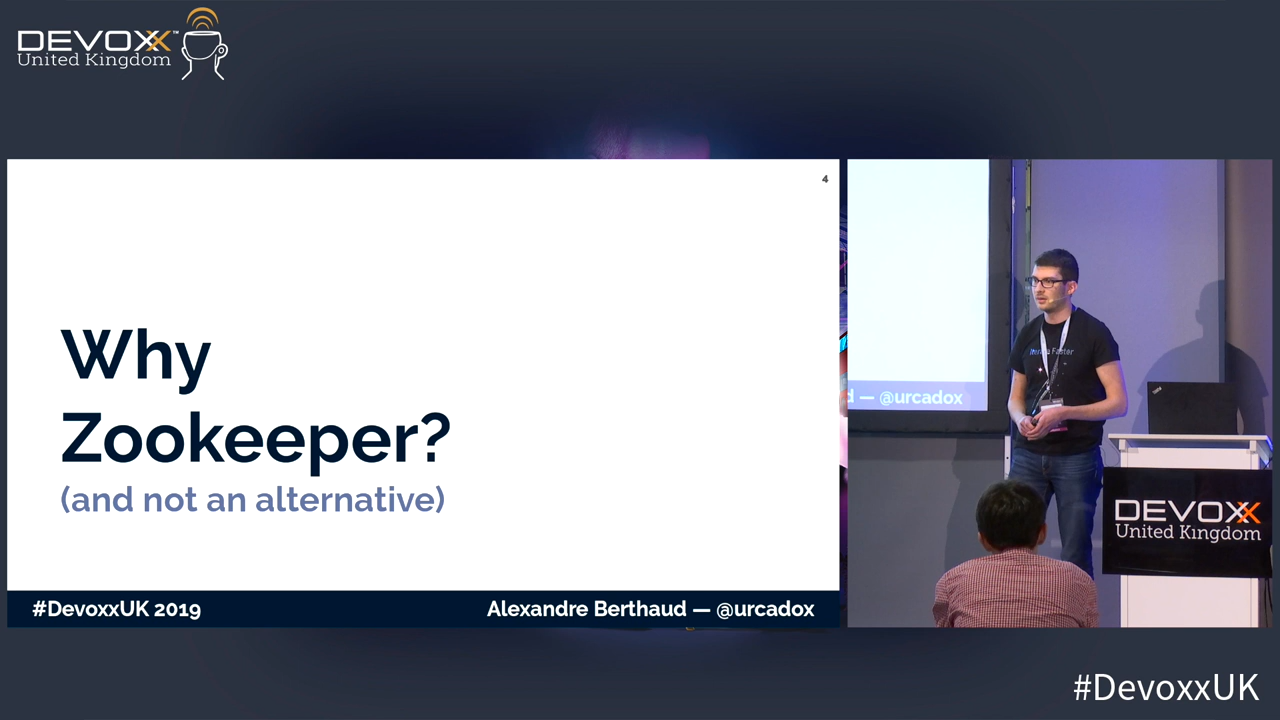 DEVOXX™
United Kingdom
4
Why
Zookeeper?
(and not an alternative)
#DevoxxUK 2019
Alexandre Berthaud — @urcadox
d — @urcadox
DEVOXX
United Kingdom
#DevoxxUK